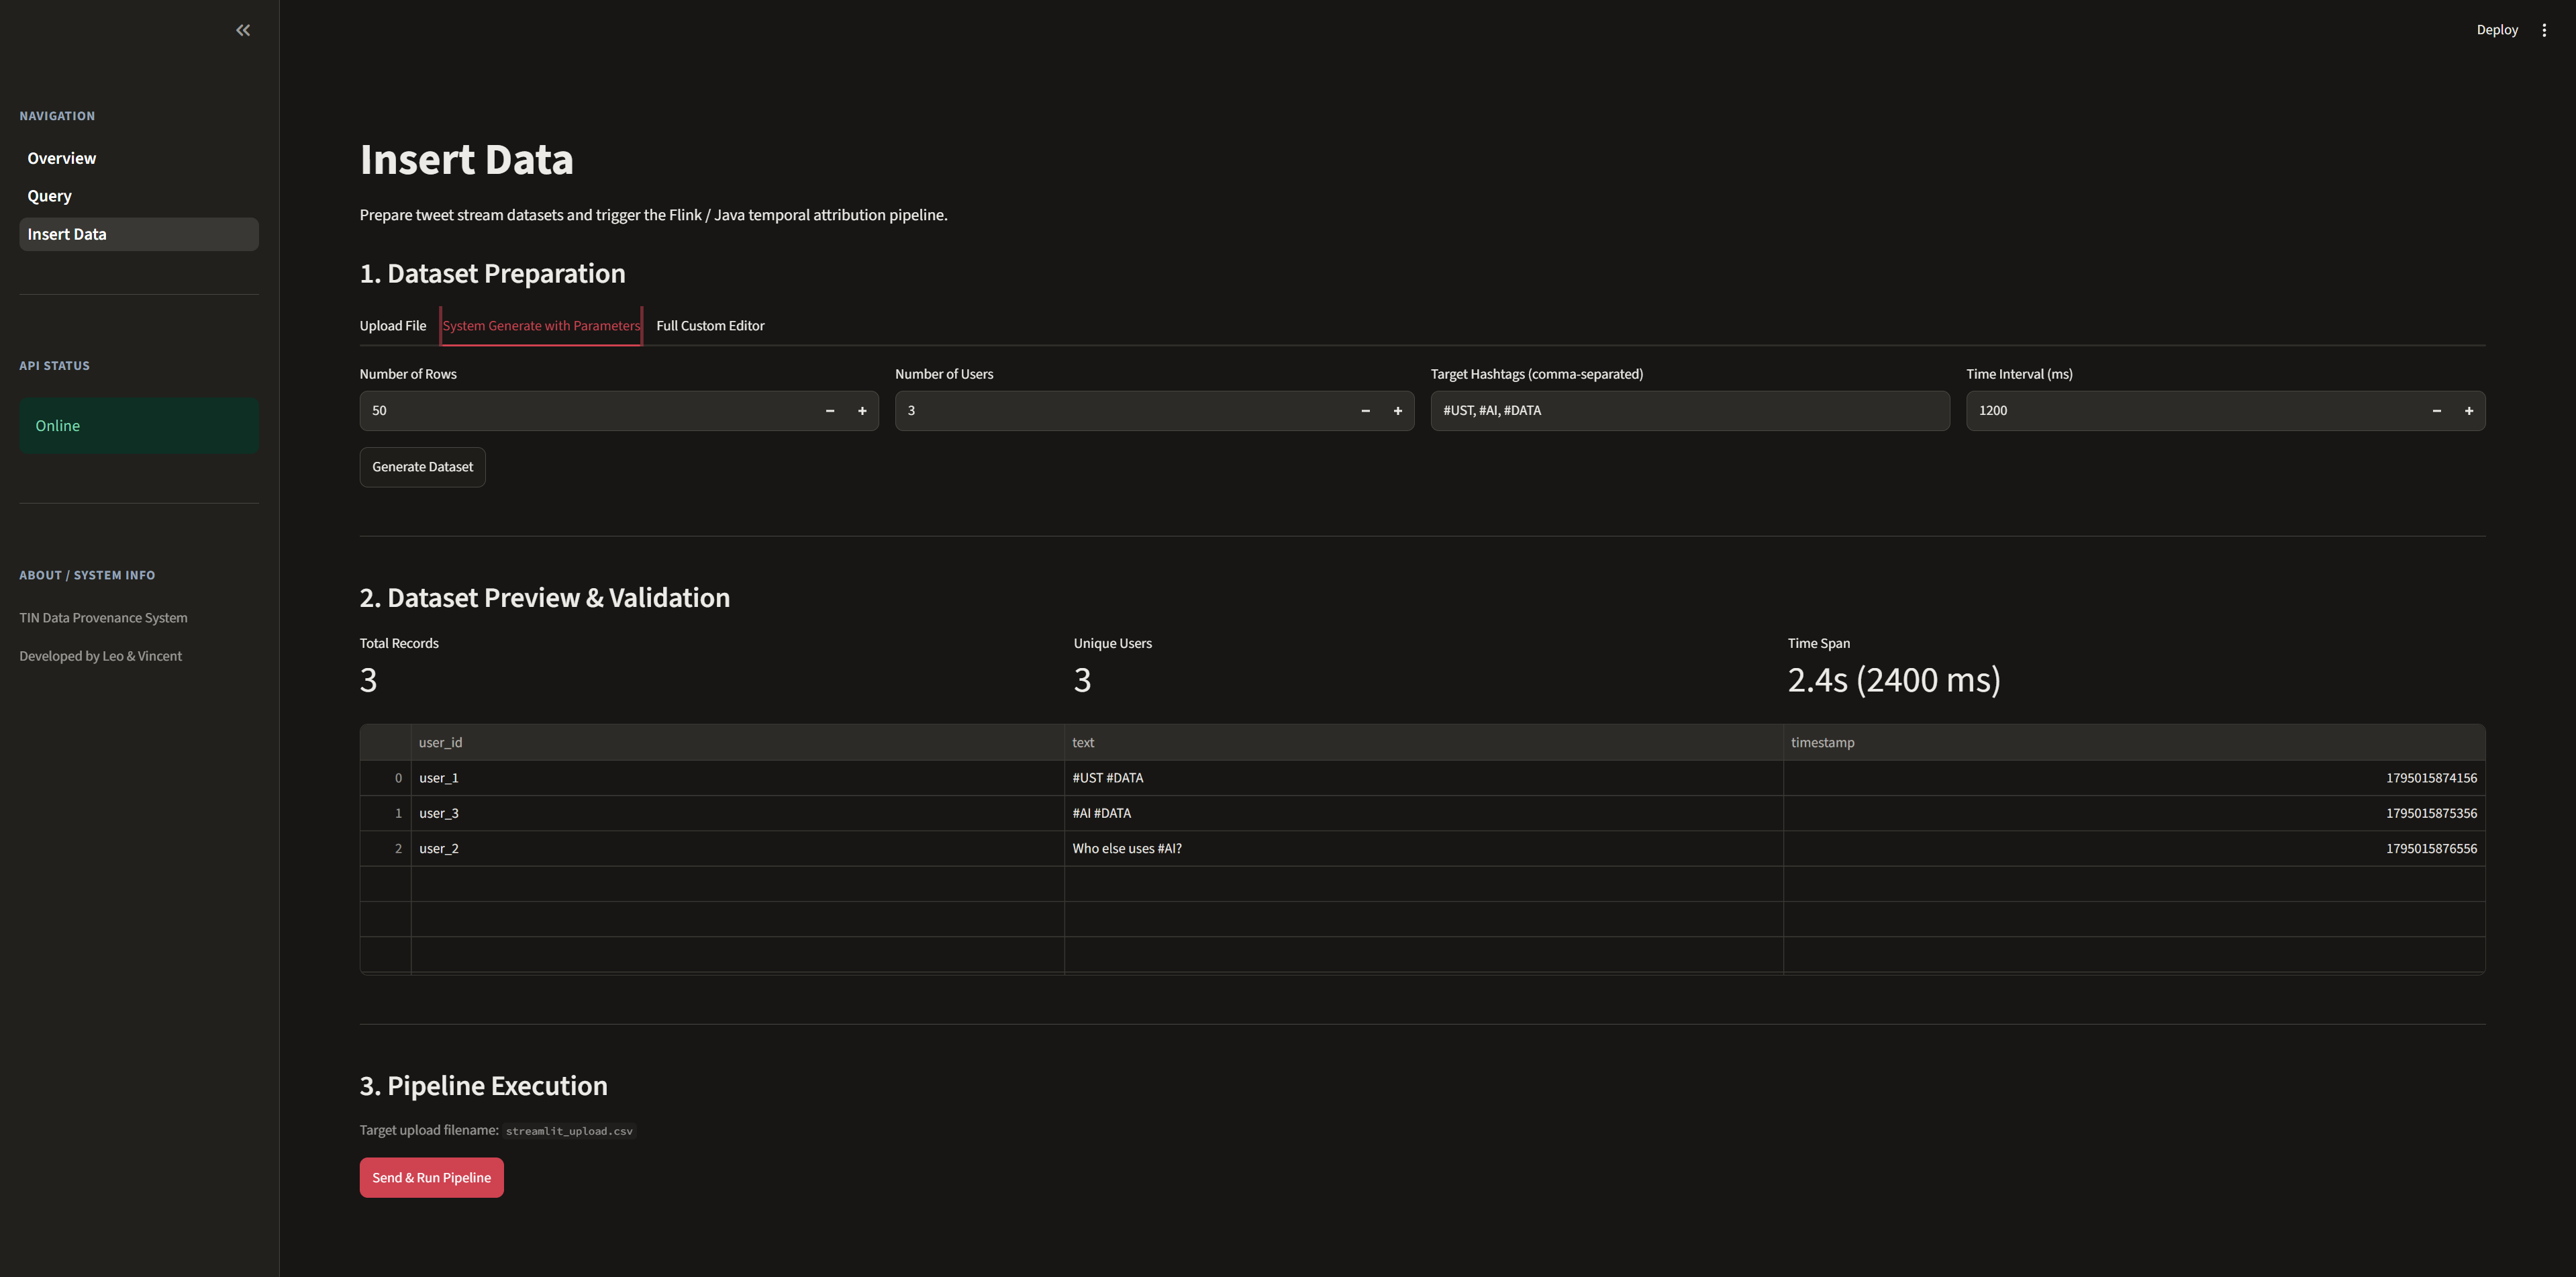 Deploy
NAVIGATION
Overview
Query
Insert Data
API STATUS
Online
ABOUT / SYSTEM INFO
TIN Data Provenance System
Developed by Leo & Vincent
Insert Data
Prepare tweet stream datasets and trigger the Flink / Java temporal attribution pipeline.
1. Dataset Preparation
Upload File System Generate with Parameters Full Custom Editor
Number of Rows Number of Users Target Hashtags (comma-separated) Time Interval (ms)
50 3 #UST, #AI, #DATA 1200
Generate Dataset
2. Dataset Preview & Validation
Total Records Unique Users Time Span
3 3 2.4s (2400 ms)
user_id text timestamp
0 user_1 #UST #DATA 1795015874156
1 user_3 #AI #DATA 1795015875356
2 user_2 Who else uses #AI? 1795015876556
3. Pipeline Execution
Target upload filename: streamlit_upload.csv
Send & Run Pipeline